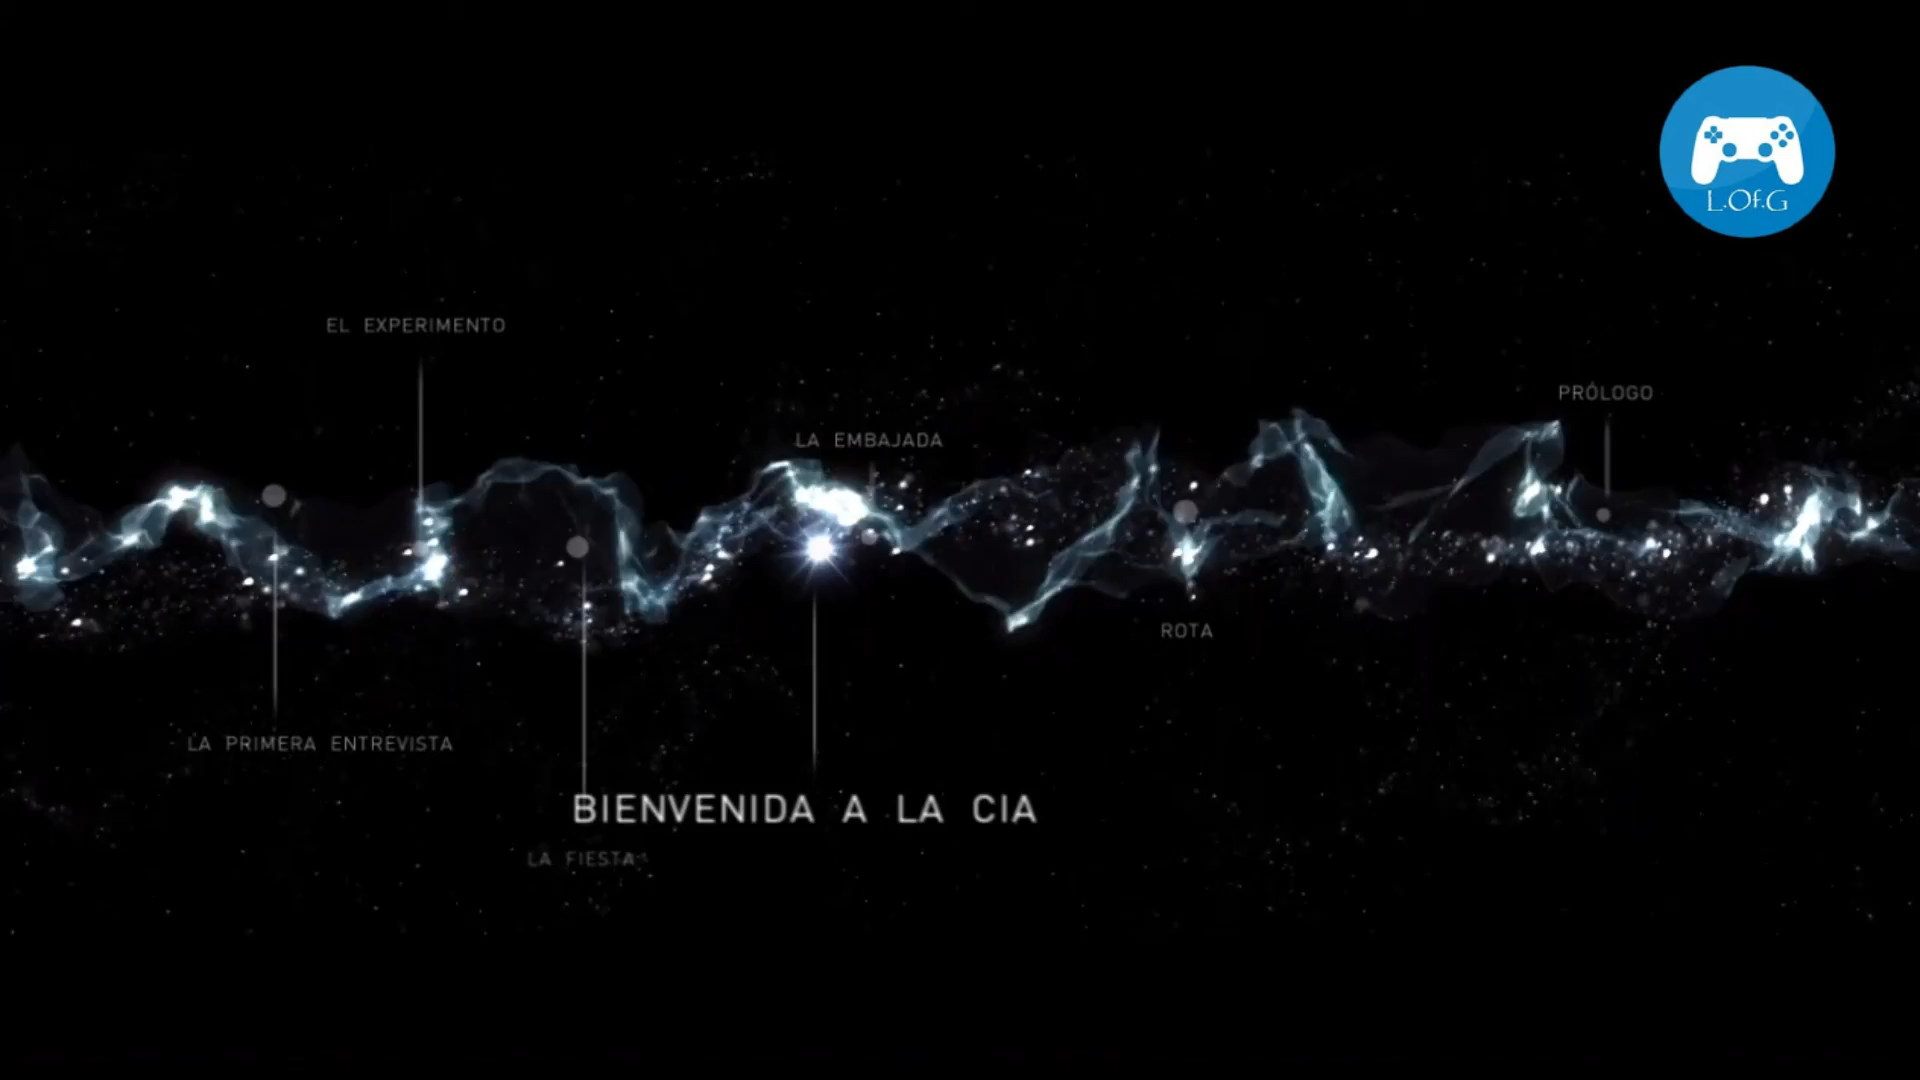 L.Of.G
EL EXPERIMENTO
PRÓLOGO
LA EMBAJADA
ROTA
LA PRIMERA ENTREVISTA
BIENVENIDA A LA CIA
LA FIESTA